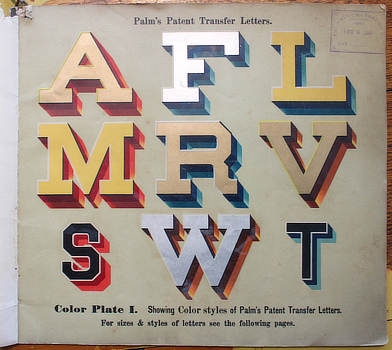 Palm's Patent Transfer Letters.
A F L
M R V
S W T
Color Plate I. Showing Color styles of Palm's Patent Transfer Letters.
For sizes & styles of letters see the following pages.